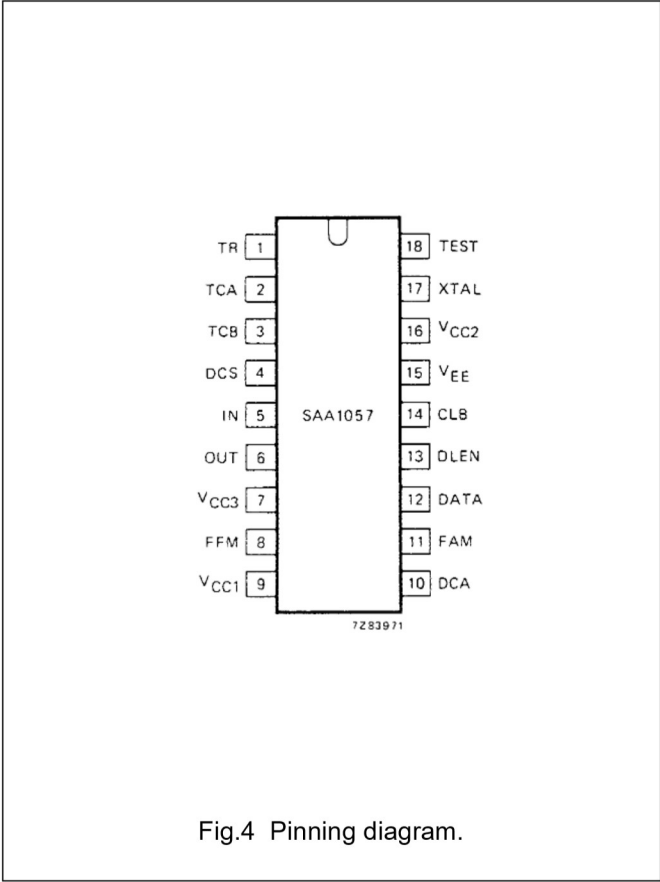 TR 1 18 TEST
TCA 2 17 XTAL
TCB 3 16 VCC2
DCS 4 15 VEE
IN 5 SAA1057 14 CLB
OUT 6 13 DLEN
VCC3 7 12 DATA
FFM 8 11 FAM
VCC1 9 10 DCA
7Z83971
Fig.4 Pinning diagram.